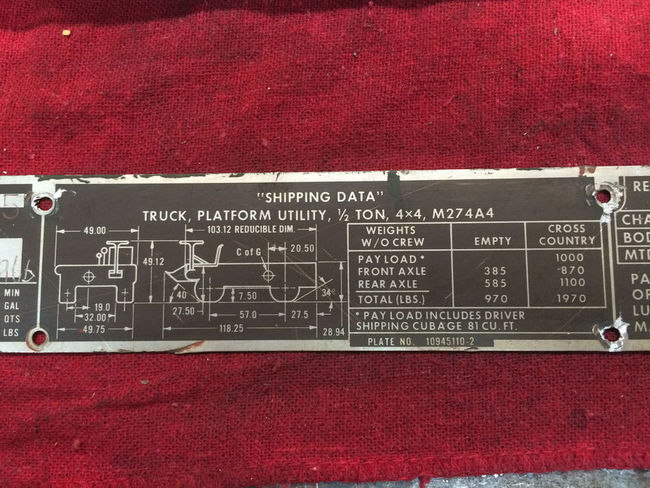 "SHIPPING DATA"
TRUCK, PLATFORM UTILITY, ½ TON, 4×4, M274A4
49.00
103.12 REDUCIBLE DIM.
49.12
C of G
20.50
40
34°
19.0
7.50
27.50
57.0
27.5
32.00
49.75
118.25
28.94
WEIGHTS W/O CREW EMPTY CROSS COUNTRY
PAY LOAD * 1000
FRONT AXLE 385 870
REAR AXLE 585 1100
TOTAL (LBS.) 970 1970
* PAY LOAD INCLUDES DRIVER
SHIPPING CUBAGE 81 CU. FT.
PLATE NO. 10945110-2
MIN
GAL
QTS
LBS
RE
CHA
BOD
MTD
PA
OP
LU
MA